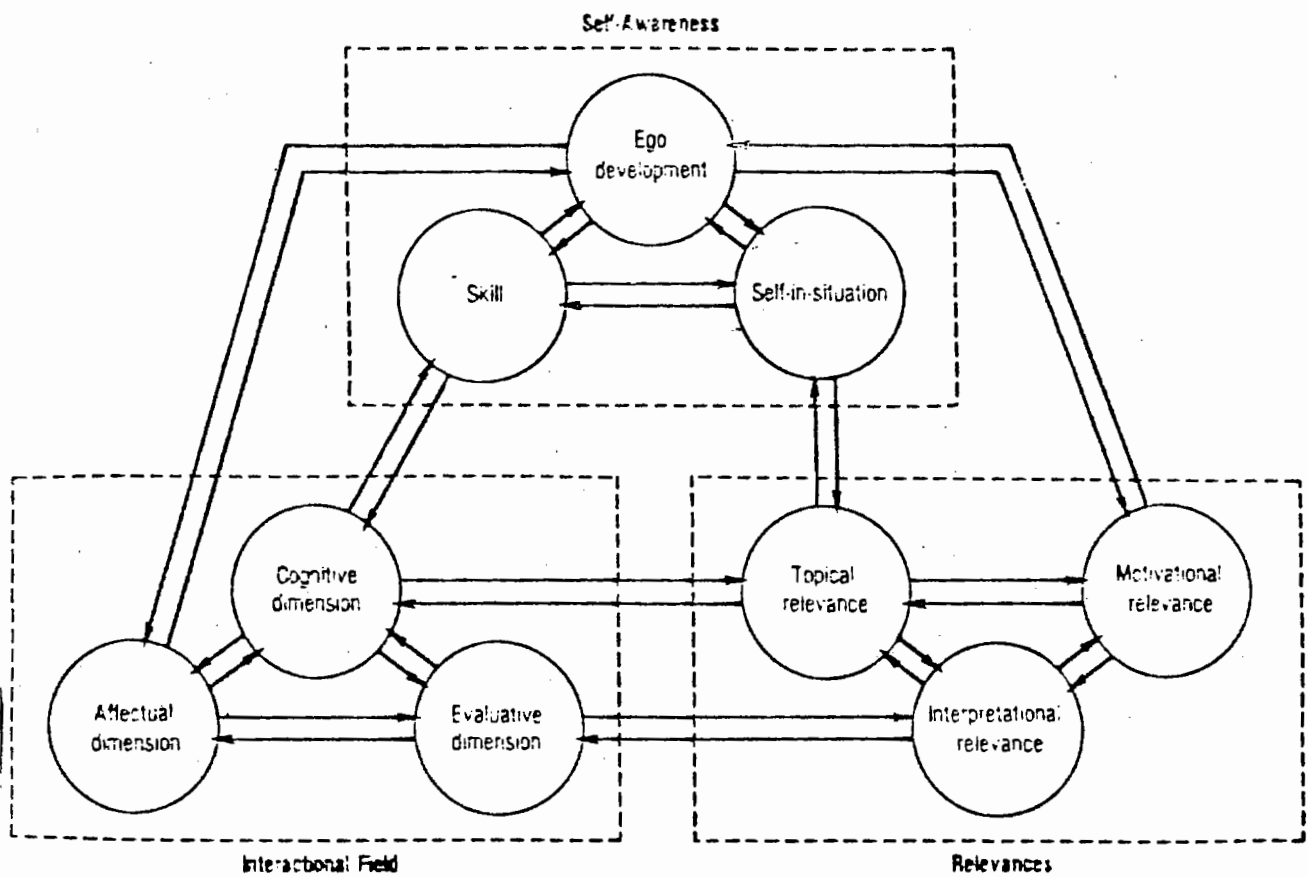 Self-Awareness
Ego
development
Skill
Self-in-situation
Cognitive
dimension
Topical
relevance
Motivational
relevance
Affectual
dimension
Evaluative
dimension
Interpretational
relevance
Interactional Field
Relevances